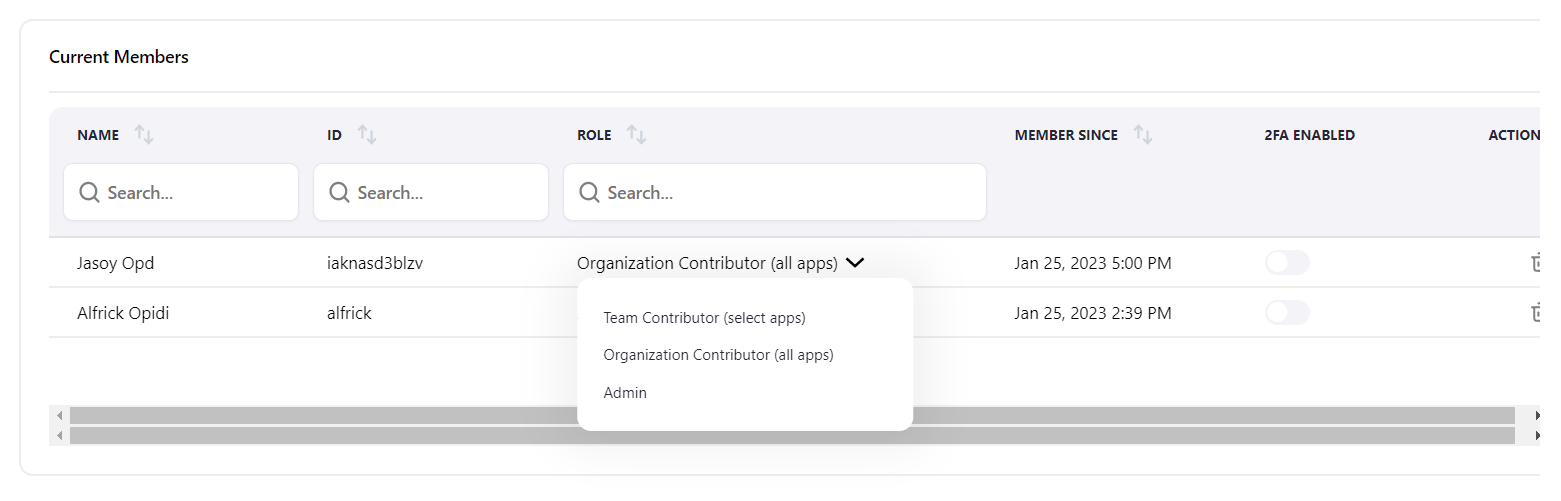 Current Members
NAME ID ROLE MEMBER SINCE 2FA ENABLED ACTION
Search... Search... Search...
Jasoy Opd iaknasd3blzv Organization Contributor (all apps) Jan 25, 2023 5:00 PM
Alfrick Opidi alfrick Jan 25, 2023 2:39 PM
Team Contributor (select apps)
Organization Contributor (all apps)
Admin